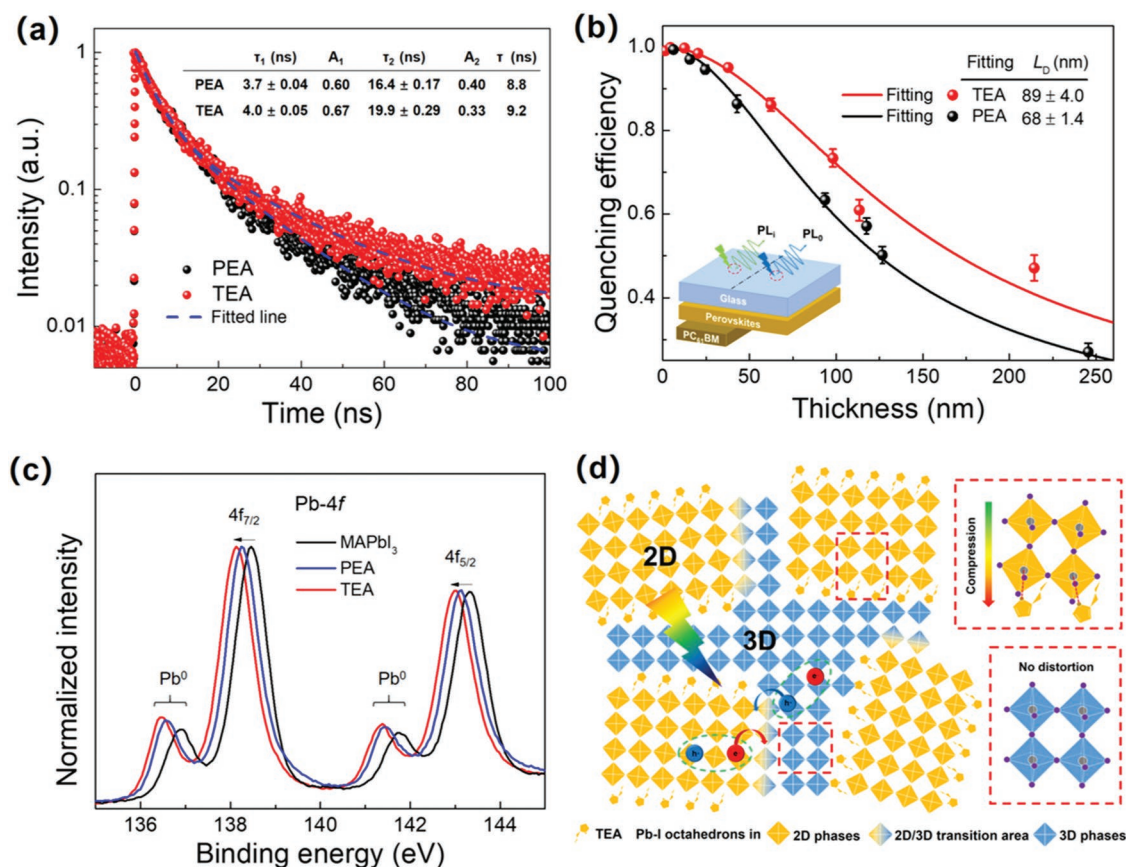 (a)
τ₁ (ns) A₁ τ₂ (ns) A₂ τ (ns)
PEA 3.7 ± 0.04 0.60 16.4 ± 0.17 0.40 8.8
TEA 4.0 ± 0.05 0.67 19.9 ± 0.29 0.33 9.2
1
0.1
0.01
Intensity (a.u.)
PEA
TEA
Fitted line
0 20 40 60 80 100
Time (ns)
(b)
Fitting L_D (nm)
Fitting TEA 89 ± 4.0
Fitting PEA 68 ± 1.4
1.0
0.8
0.6
0.4
Quenching efficiency
PLᵢ PL₀
Glass
Perovskites
PC₆₁BM
0 50 100 150 200 250
Thickness (nm)
(c)
Pb-4f
4f₇/₂
4f₅/₂
MAPbI₃
PEA
TEA
Pb⁰
Pb⁰
Normalized intensity
136 138 140 142 144
Binding energy (eV)
(d)
2D
3D
e⁻
h⁺
h⁺
e⁻
Compression
No distortion
TEA Pb-I octahedrons in 2D phases 2D/3D transition area 3D phases